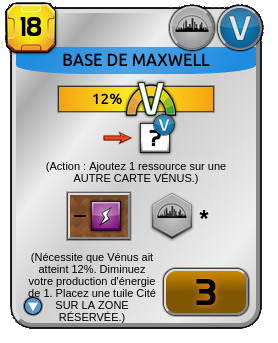 18
V
BASE DE MAXWELL
12% V
? V
(Action : Ajoutez 1 ressource sur une
AUTRE CARTE VÉNUS.)
- *
(Nécessite que Vénus ait
atteint 12%. Diminuez
votre production d'énergie
de 1. Placez une tuile Cité
SUR LA ZONE
RÉSERVÉE.)
3